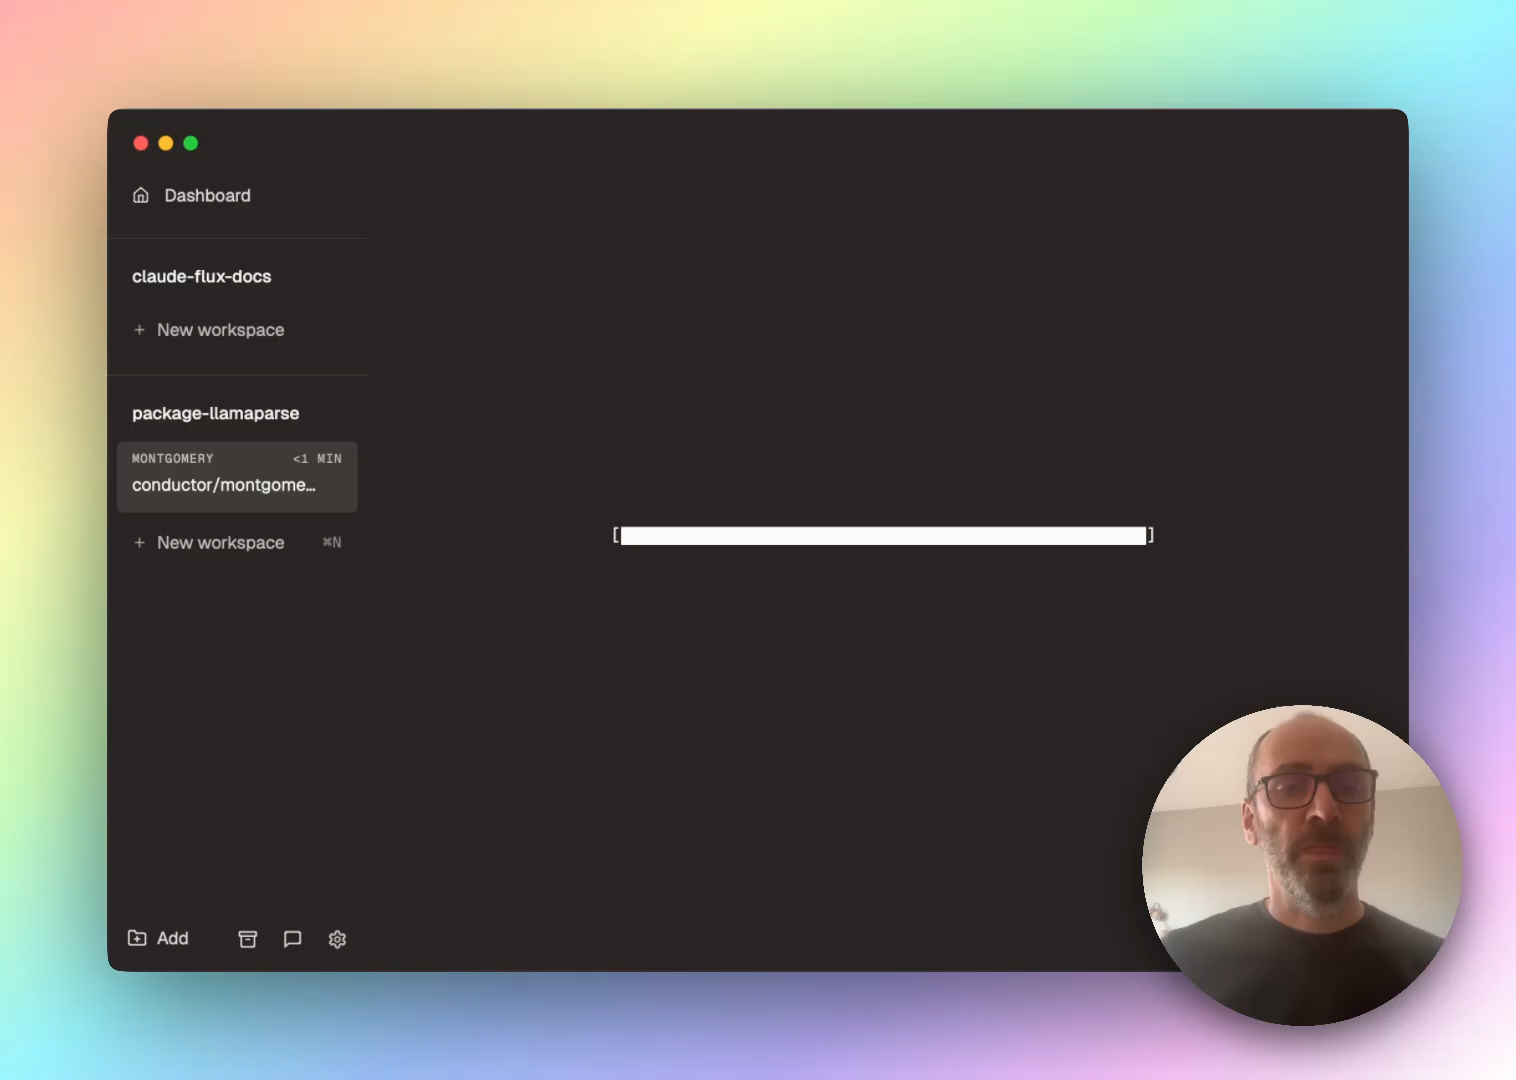 Dashboard
claude-flux-docs
+ New workspace
package-llamaparse
MONTGOMERY <1 MIN
conductor/montgome...
+ New workspace ⌘N
[ ]
Add